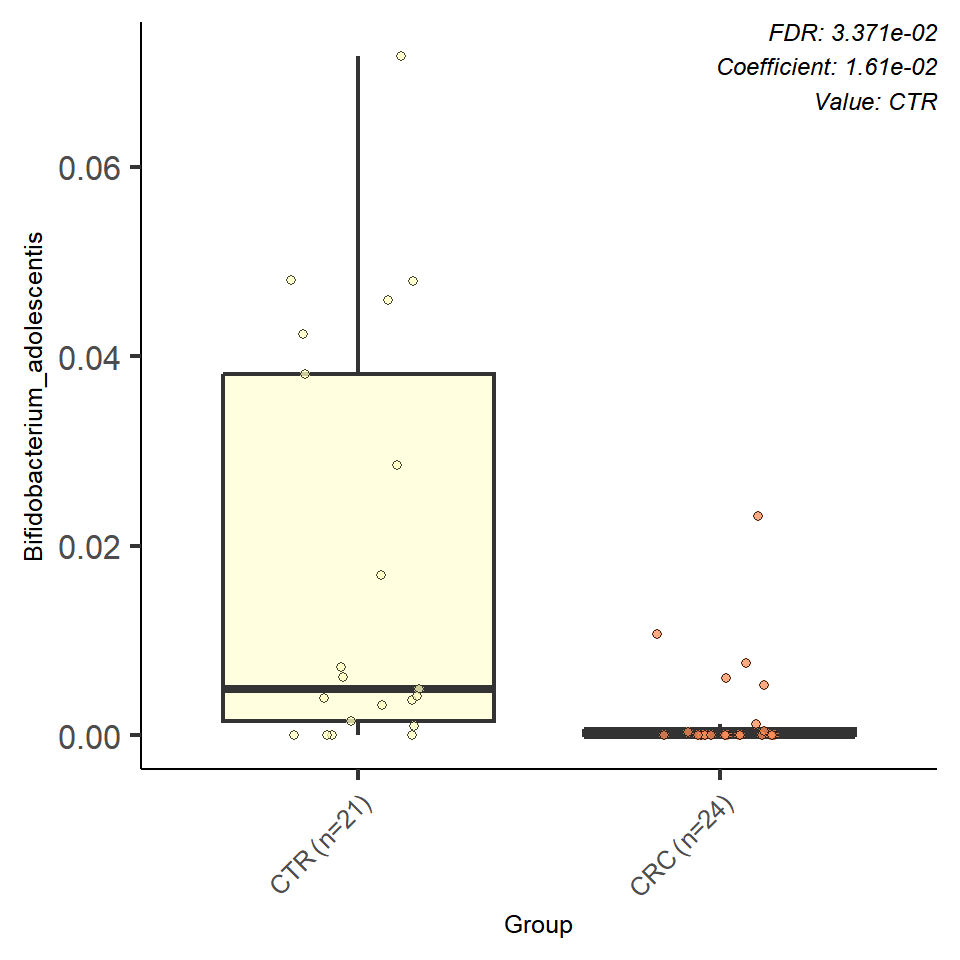 FDR: 3.371e-02
Coefficient: 1.61e-02
Value: CTR
Bifidobacterium_adolescentis
0.06
0.04
0.02
0.00
CTR (n=21)
CRC (n=24)
Group